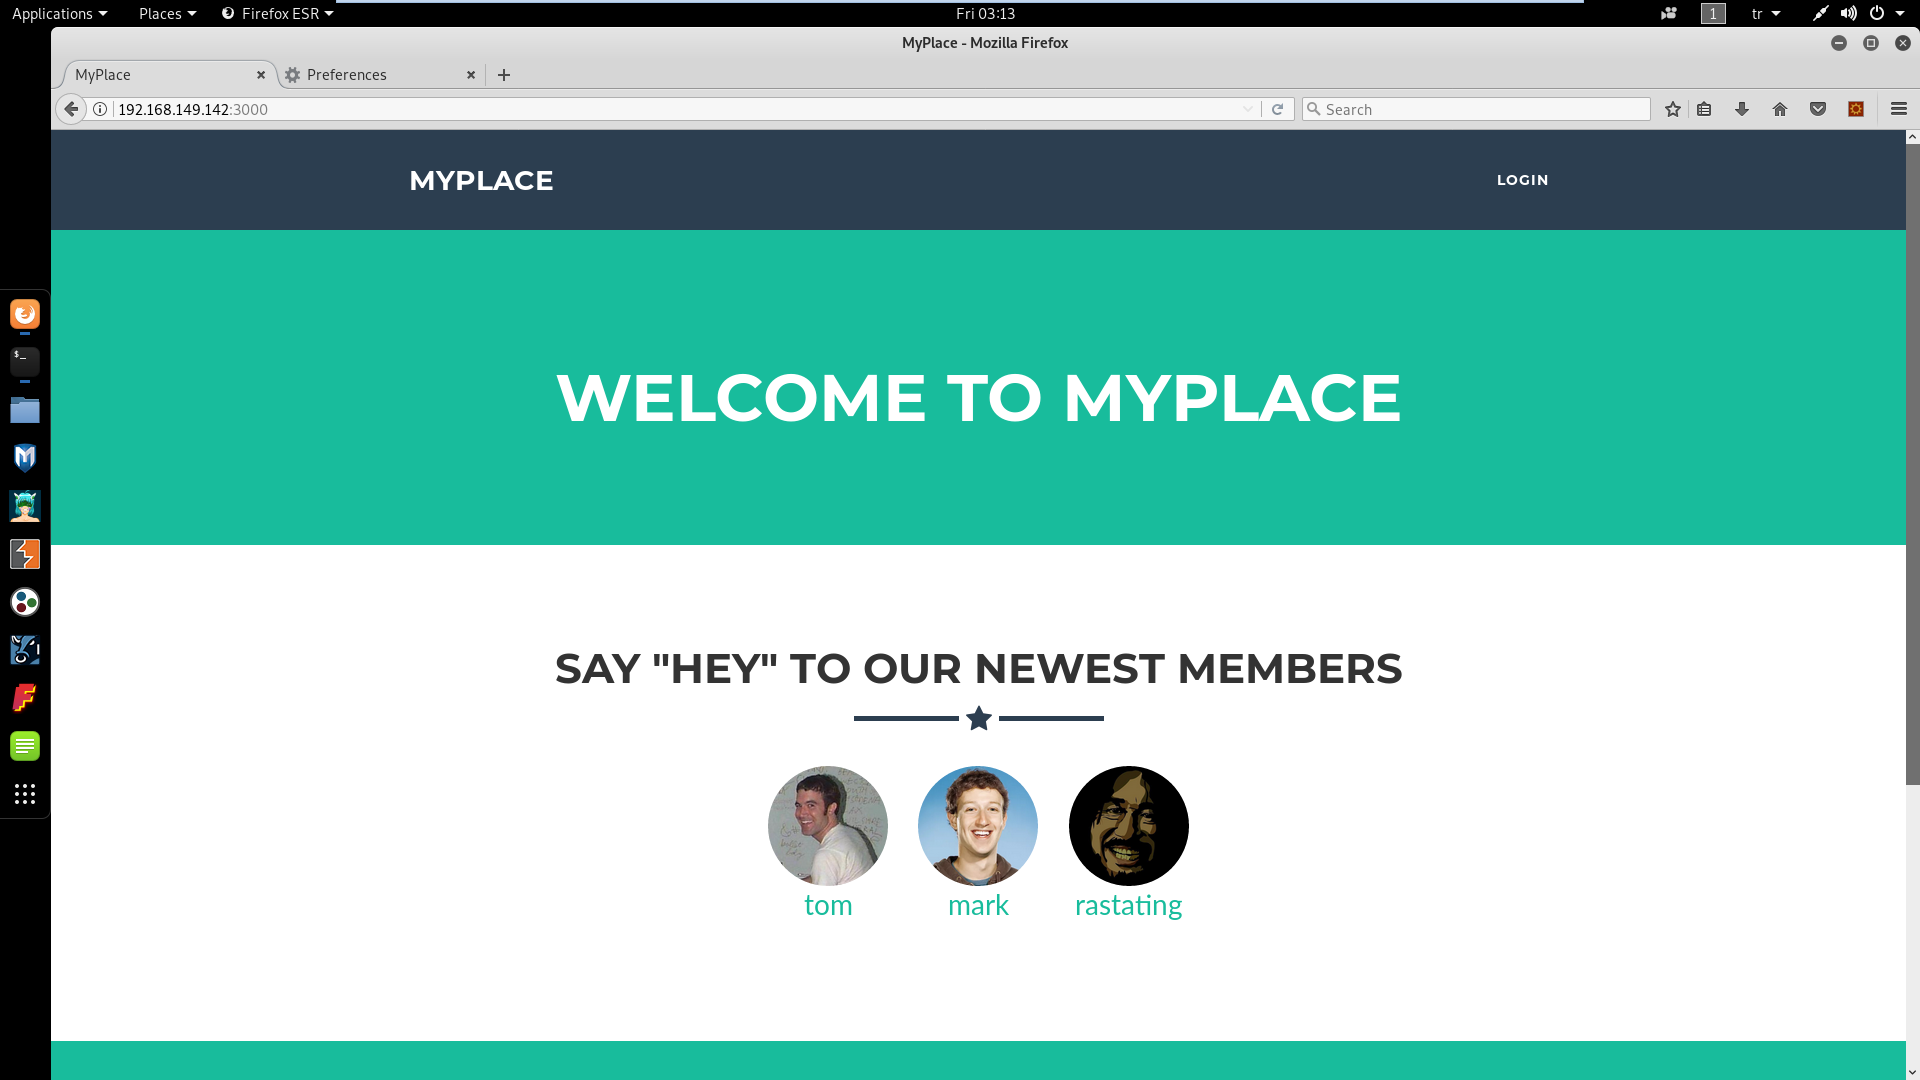 Applications Places Firefox ESR Fri 03:13 1 tr
MyPlace - Mozilla Firefox
MyPlace Preferences
192.168.149.142:3000 Search
MYPLACE LOGIN
WELCOME TO MYPLACE
SAY "HEY" TO OUR NEWEST MEMBERS
tom mark rastating